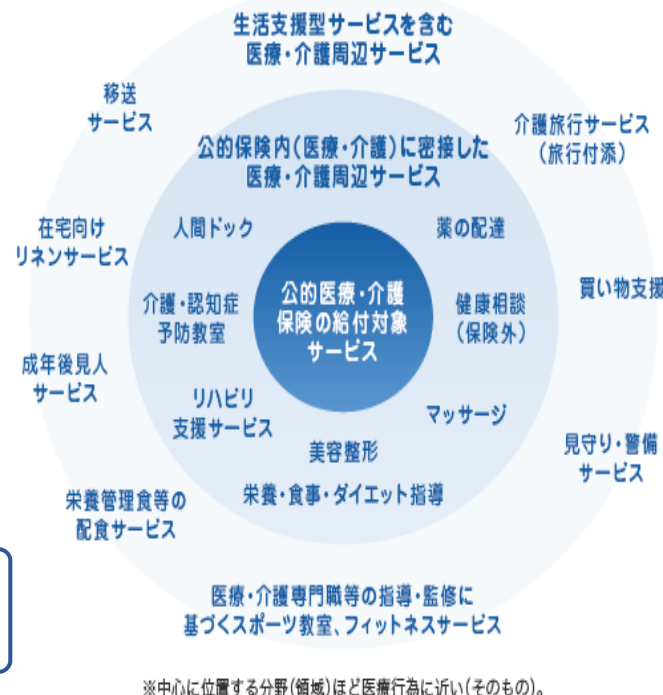 生活支援型サービスを含む
医療・介護周辺サービス
移送
サービス
介護旅行サービス
（旅行付添）
公的保険内（医療・介護）に密接した
医療・介護周辺サービス
人間ドック
薬の配達
在宅向け
リネンサービス
買い物支援
公的医療・介護
保険の給付対象
サービス
介護・認知症
予防教室
健康相談
（保険外）
成年後見人
サービス
リハビリ
支援サービス
マッサージ
美容整形
見守り・警備
サービス
栄養管理食等の
配食サービス
栄養・食事・ダイエット指導
医療・介護専門職等の指導・監修に
基づくスポーツ教室、フィットネスサービス
※中心に位置する分野（領域）ほど医療行為に近い（そのもの）。